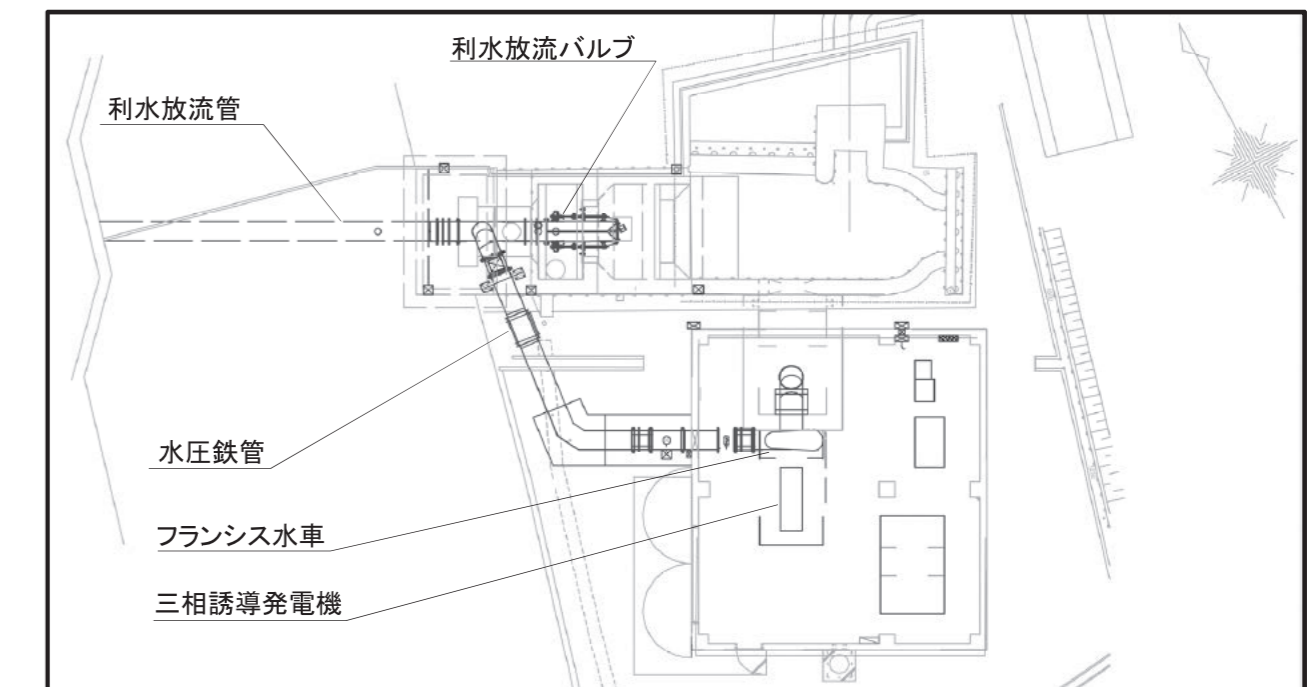 利水放流バルブ
利水放流管
水圧鉄管
フランシス水車
三相誘導発電機